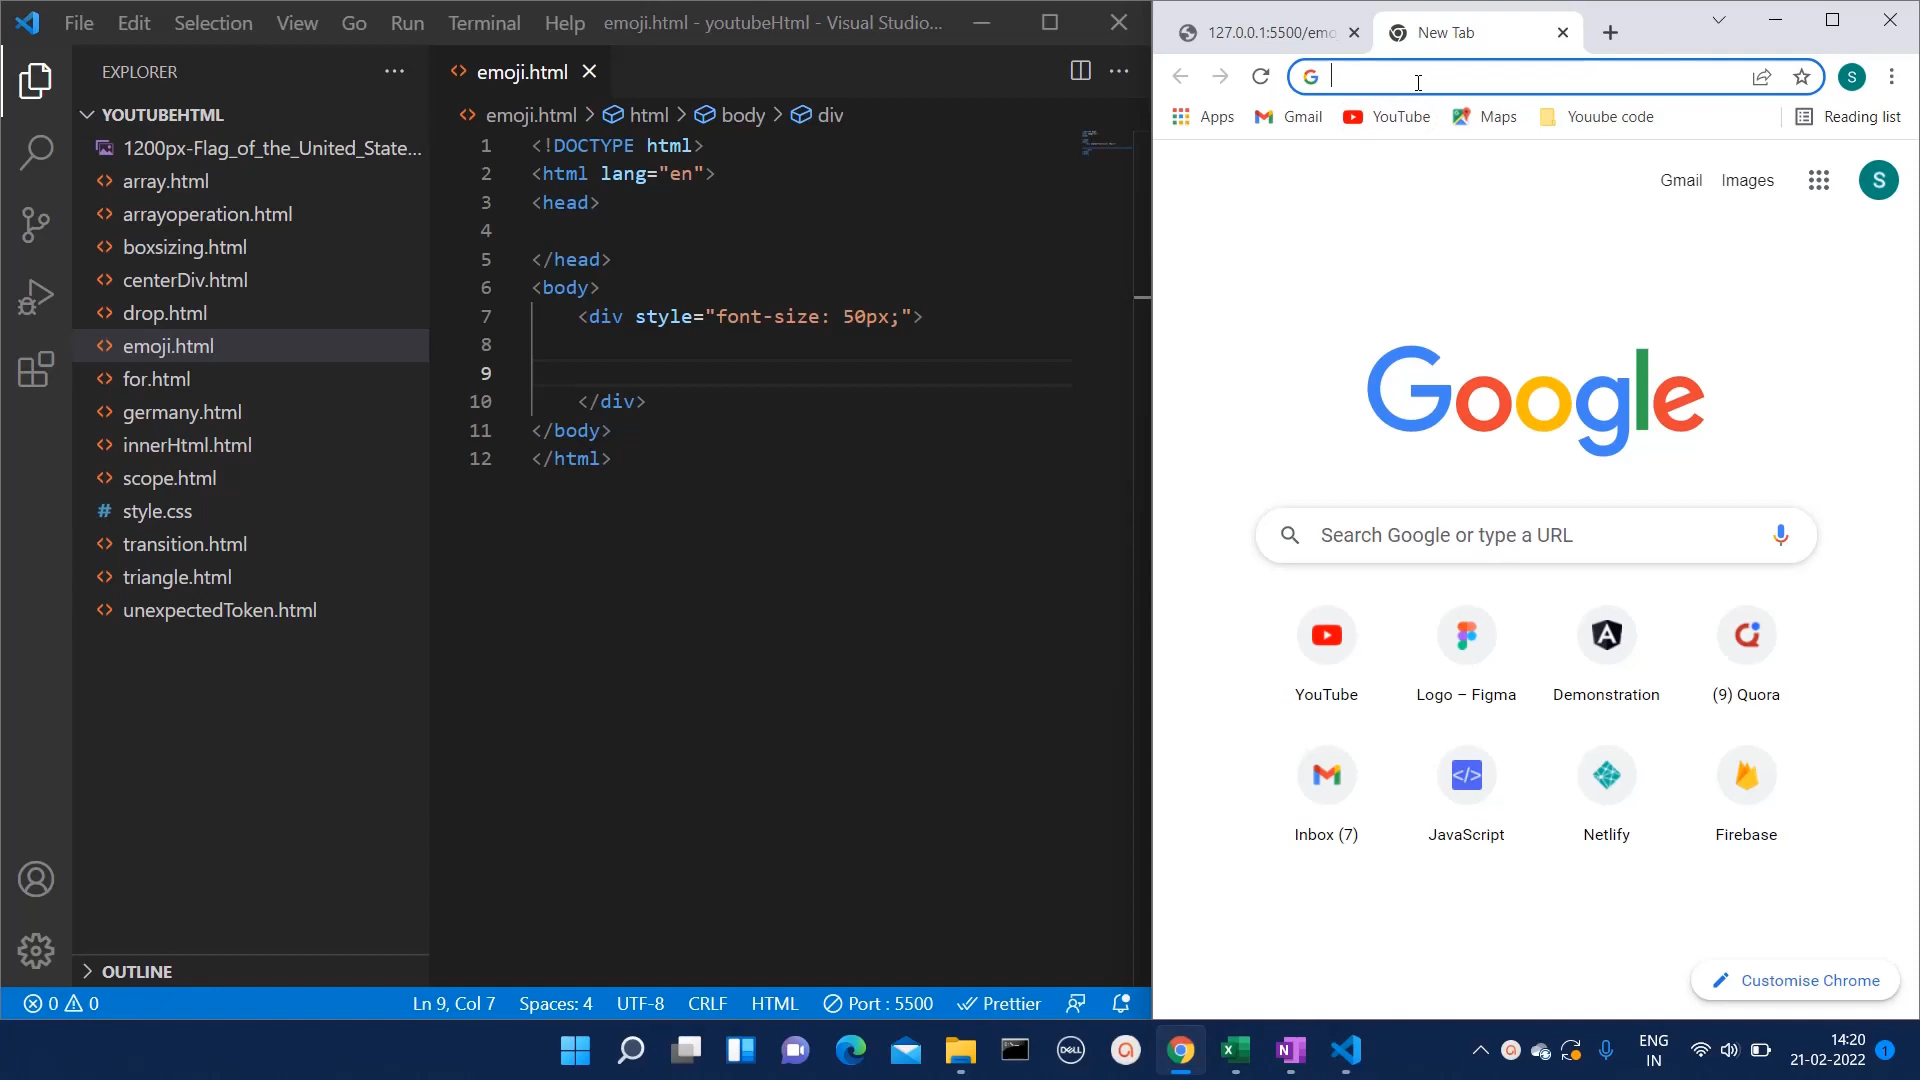 File Edit Selection View Go Run Terminal Help emoji.html - youtubeHtml - Visual Studio...
EXPLORER
YOUTUBEHTML
1200px-Flag_of_the_United_State...
array.html
arrayoperation.html
boxsizing.html
centerDiv.html
drop.html
emoji.html
for.html
germany.html
innerHtml.html
scope.html
# style.css
transition.html
triangle.html
unexpectedToken.html
OUTLINE
emoji.html
emoji.html > html > body > div
1 <!DOCTYPE html>
2 <html lang="en">
3 <head>
4
5 </head>
6 <body>
7 <div style="font-size: 50px;">
8
9
10 </div>
11 </body>
12 </html>
0 0 Ln 9, Col 7 Spaces: 4 UTF-8 CRLF HTML Port : 5500 Prettier
127.0.0.1:5500/emo New Tab
S
Apps Gmail YouTube Maps Youube code Reading list
Gmail Images S
Google
Search Google or type a URL
YouTube Logo – Figma Demonstration (9) Quora
Inbox (7) JavaScript Netlify Firebase
Customise Chrome
DELL
ENG
IN
14:20
21-02-2022
1